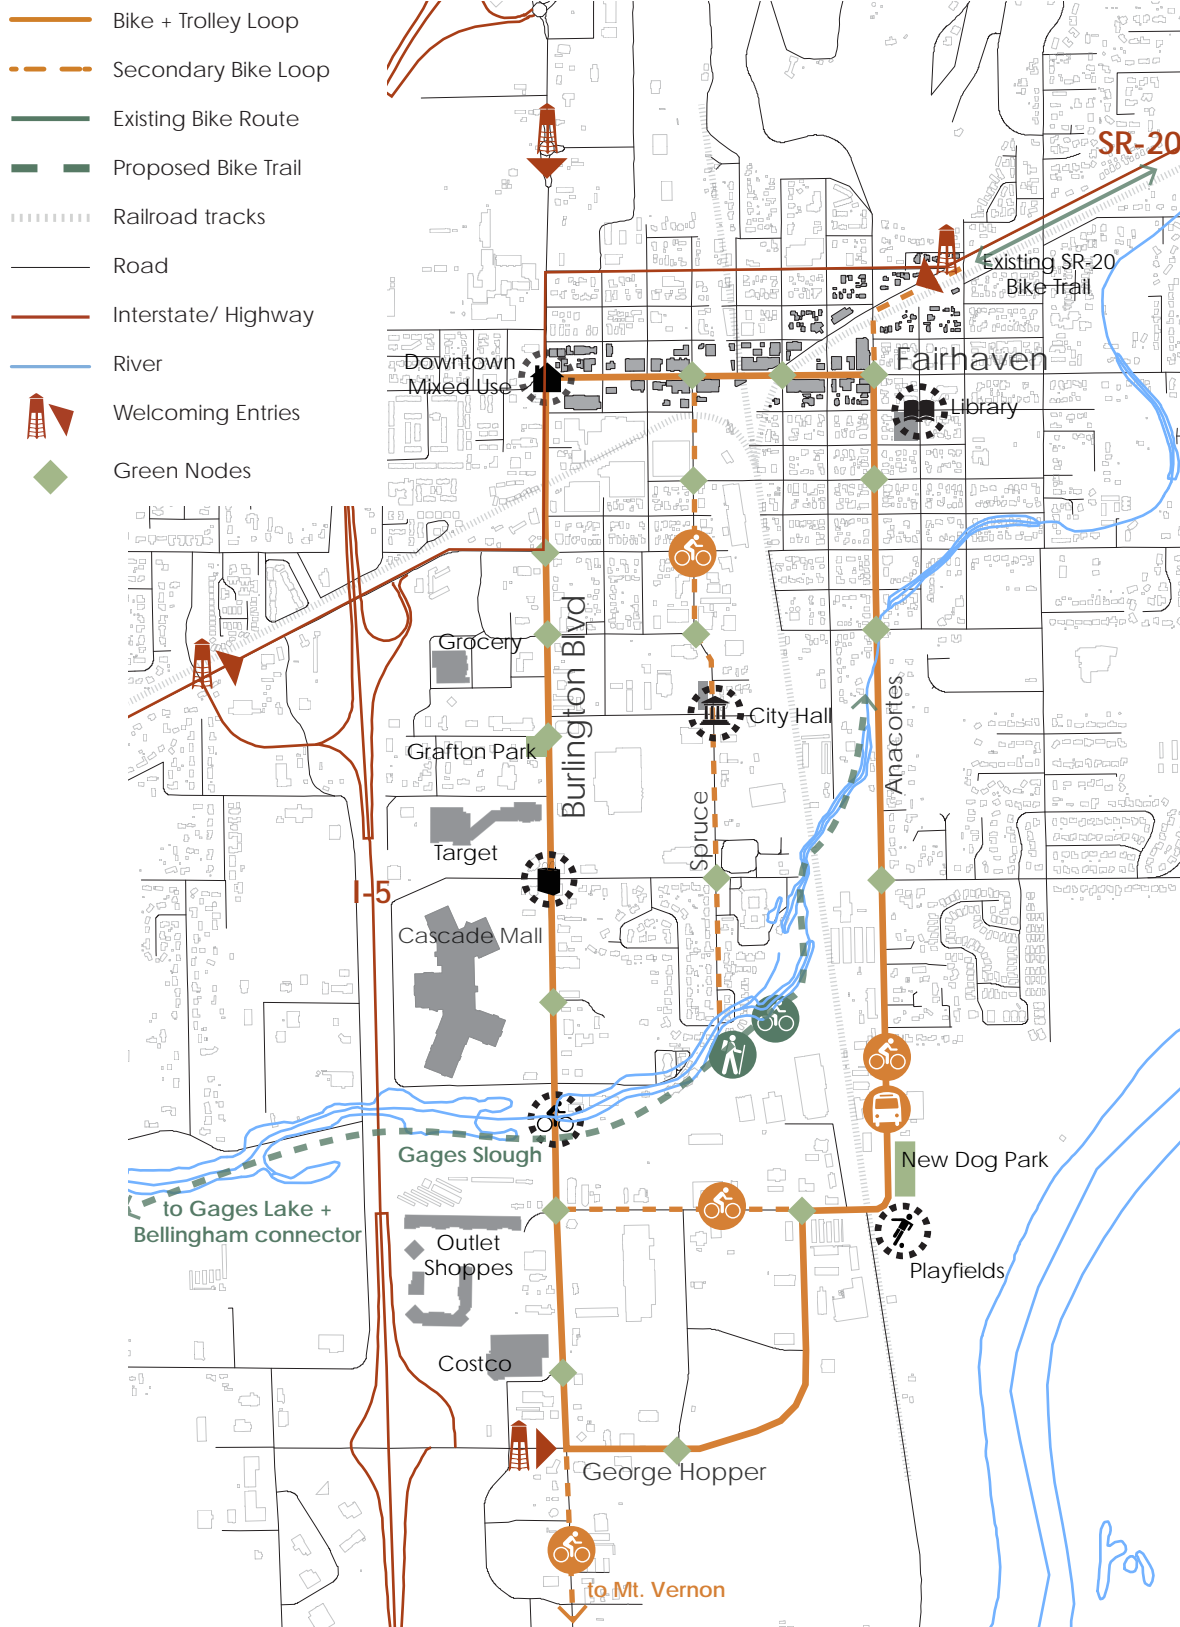 Bike + Trolley Loop
Secondary Bike Loop
Existing Bike Route
Proposed Bike Trail
Railroad tracks
Road
Interstate/ Highway
River
Welcoming Entries
Green Nodes
SR-20
Existing SR-20
Bike Trail
Downtown
Mixed Use
Fairhaven
Library
Grocery
Burlington Blvd
City Hall
Grafton Park
Anacortes
Spruce
Target
I-5
Cascade Mall
Gages Slough
New Dog Park
to Gages Lake +
Bellingham connector
Outlet
Shoppes
Playfields
Costco
George Hopper
to Mt. Vernon